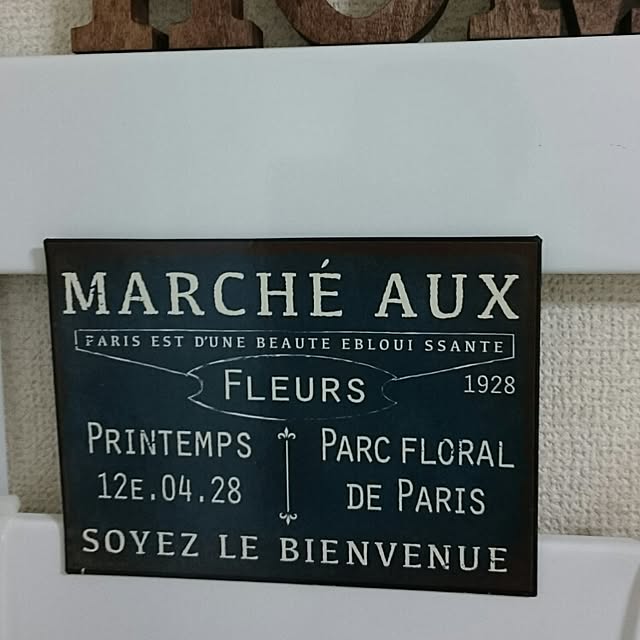 MARCHÉ AUX
PARIS EST D'UNE BEAUTE EBLOUI SSANTE
FLEURS
1928
PRINTEMPS
12E.04.28
PARC FLORAL
DE PARIS
SOYEZ LE BIENVENUE